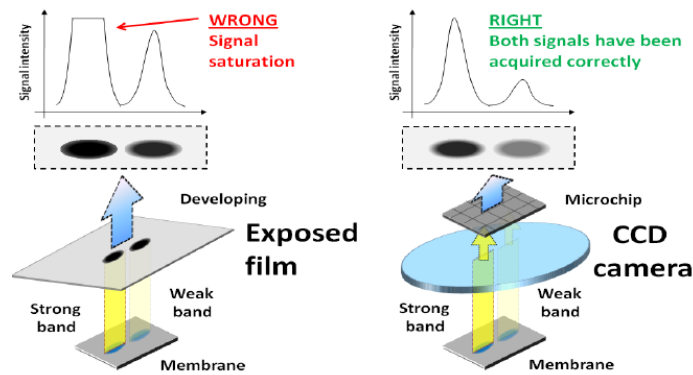 WRONG
Signal
saturation
Signal intensity
Developing
Exposed
film
Strong
band
Weak
band
Membrane
RIGHT
Both signals have been
acquired correctly
Signal intensity
Microchip
CCD
camera
Strong
band
Weak
band
Membrane